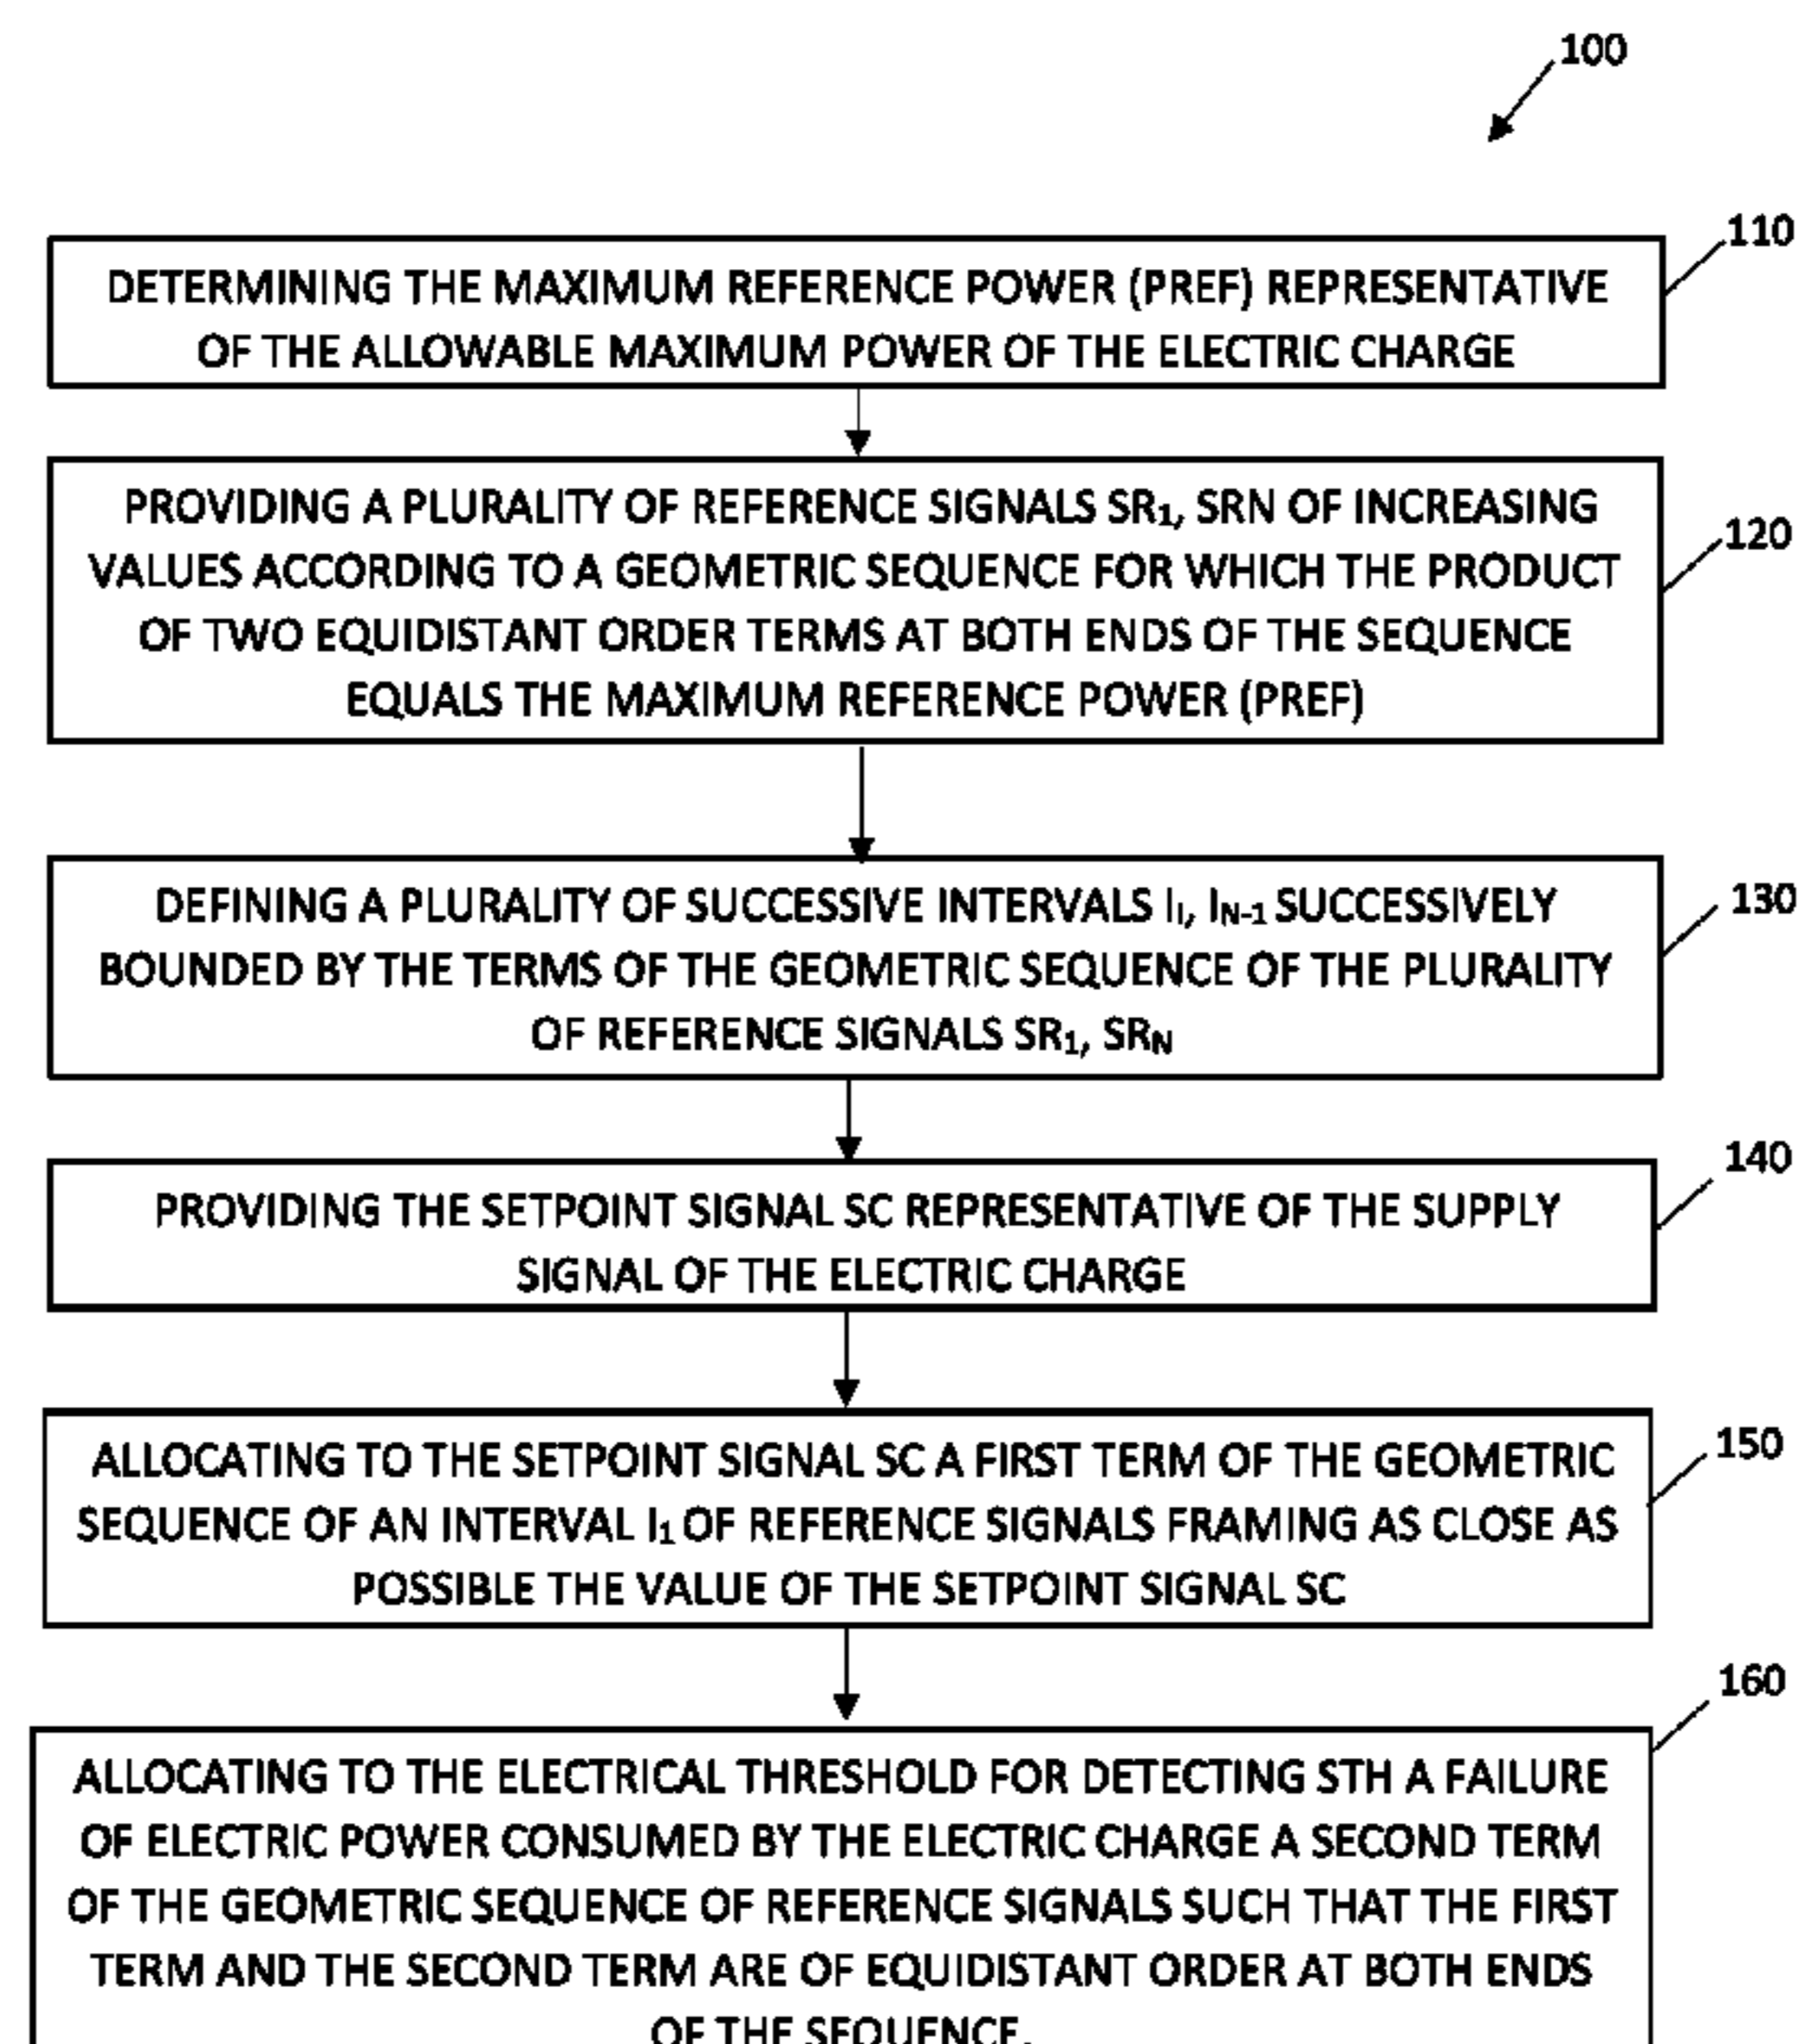 100
110
DETERMINING THE MAXIMUM REFERENCE POWER (PREF) REPRESENTATIVE
OF THE ALLOWABLE MAXIMUM POWER OF THE ELECTRIC CHARGE
PROVIDING A PLURALITY OF REFERENCE SIGNALS SR₁, SRN OF INCREASING
VALUES ACCORDING TO A GEOMETRIC SEQUENCE FOR WHICH THE PRODUCT
OF TWO EQUIDISTANT ORDER TERMS AT BOTH ENDS OF THE SEQUENCE
EQUALS THE MAXIMUM REFERENCE POWER (PREF)
120
DEFINING A PLURALITY OF SUCCESSIVE INTERVALS Iᵢ, I_N-1 SUCCESSIVELY
BOUNDED BY THE TERMS OF THE GEOMETRIC SEQUENCE OF THE PLURALITY
OF REFERENCE SIGNALS SR₁, SR_N
130
140
PROVIDING THE SETPOINT SIGNAL SC REPRESENTATIVE OF THE SUPPLY
SIGNAL OF THE ELECTRIC CHARGE
150
ALLOCATING TO THE SETPOINT SIGNAL SC A FIRST TERM OF THE GEOMETRIC
SEQUENCE OF AN INTERVAL I₁ OF REFERENCE SIGNALS FRAMING AS CLOSE AS
POSSIBLE THE VALUE OF THE SETPOINT SIGNAL SC
160
ALLOCATING TO THE ELECTRICAL THRESHOLD FOR DETECTING STH A FAILURE
OF ELECTRIC POWER CONSUMED BY THE ELECTRIC CHARGE A SECOND TERM
OF THE GEOMETRIC SEQUENCE OF REFERENCE SIGNALS SUCH THAT THE FIRST
TERM AND THE SECOND TERM ARE OF EQUIDISTANT ORDER AT BOTH ENDS
OF THE SEQUENCE.